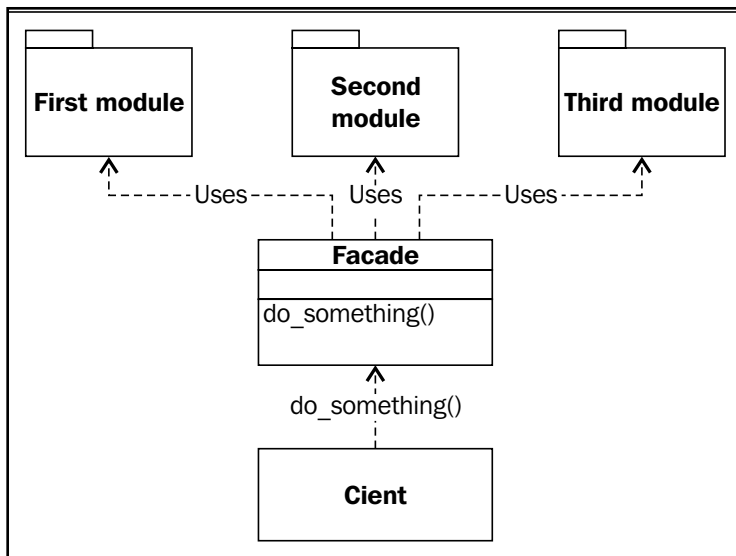 First module
Second
module
Third module
Uses
Uses
Uses
Facade
do_something()
do_something()
Cient